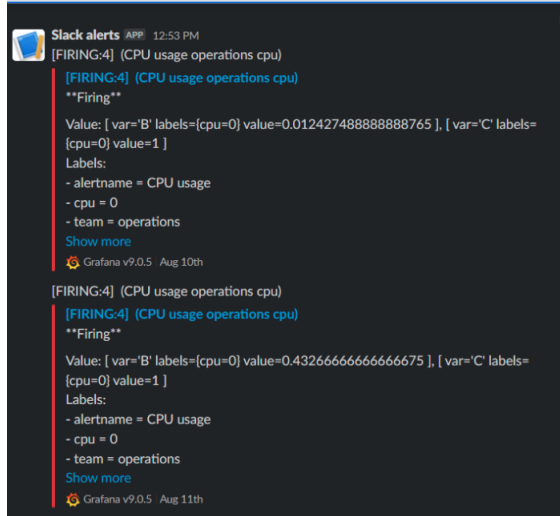 Slack alerts APP 12:53 PM
[FIRING:4] (CPU usage operations cpu)
[FIRING:4] (CPU usage operations cpu)
**Firing**
Value: [ var='B' labels={cpu=0} value=0.012427488888888765 ], [ var='C' labels=
{cpu=0} value=1 ]
Labels:
- alertname = CPU usage
- cpu = 0
- team = operations
Show more
Grafana v9.0.5 Aug 10th
[FIRING:4] (CPU usage operations cpu)
[FIRING:4] (CPU usage operations cpu)
**Firing**
Value: [ var='B' labels={cpu=0} value=0.43266666666666675 ], [ var='C' labels=
{cpu=0} value=1 ]
Labels:
- alertname = CPU usage
- cpu = 0
- team = operations
Show more
Grafana v9.0.5 Aug 11th